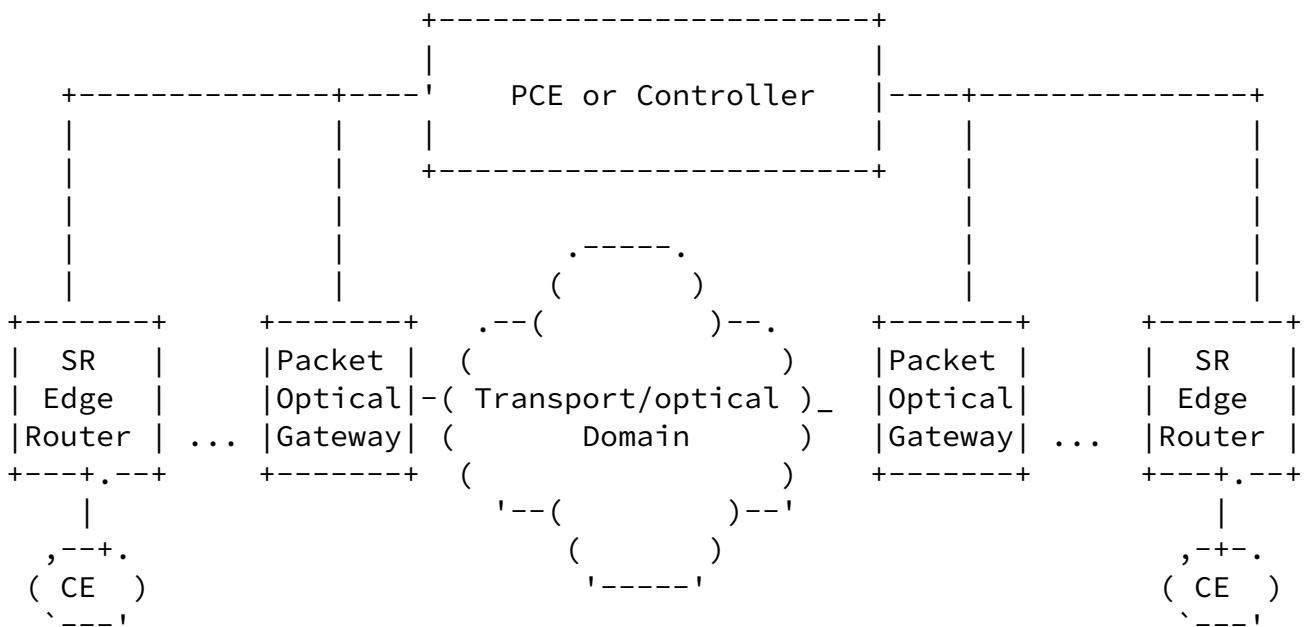 PCE or Controller
SR Packet Packet SR
Edge Optical Transport/optical Optical Edge
Router ... Gateway Domain Gateway ... Router
CE CE